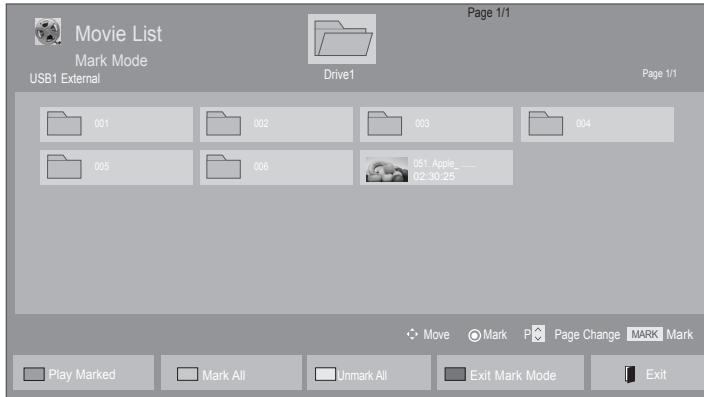 Page 1/1
Movie List
Mark Mode
USB1 External
Drive1
Page 1/1
001
002
003
004
005
006
051. Apple_ ......
02:30:25
Move
Mark
P
Page Change
MARK
Mark
Play Marked
Mark All
Unmark All
Exit Mark Mode
Exit